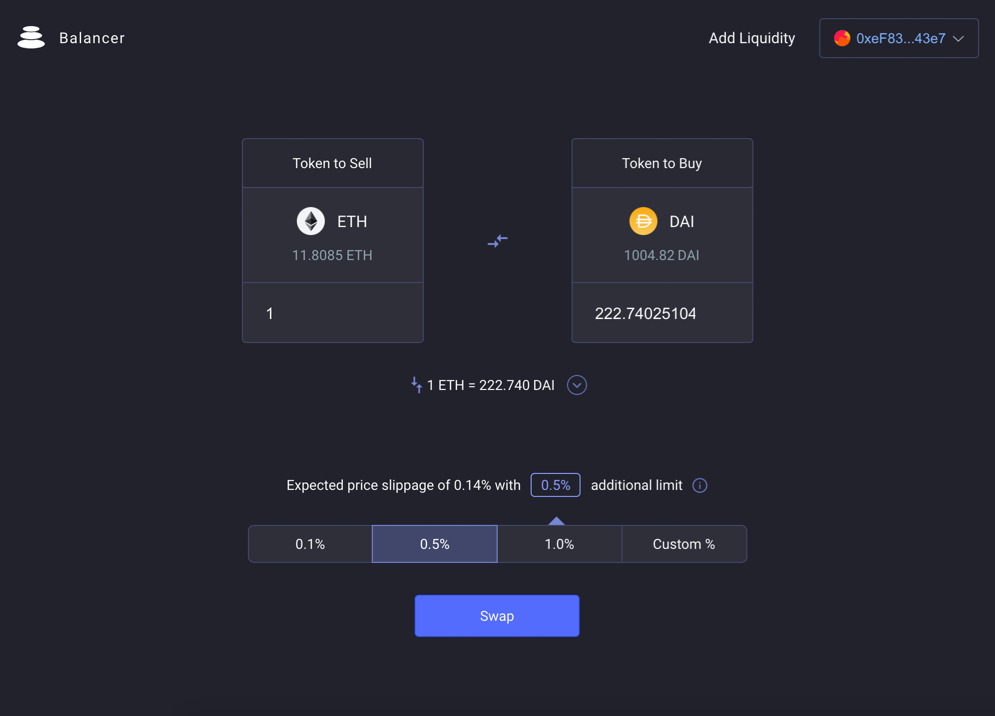 Balancer
Add Liquidity
0xeF83...43e7
Token to Sell
Token to Buy
ETH
DAI
11.8085 ETH
1004.82 DAI
1
222.74025104
1 ETH = 222.740 DAI
Expected price slippage of 0.14% with 0.5% additional limit
0.1%
0.5%
1.0%
Custom %
Swap